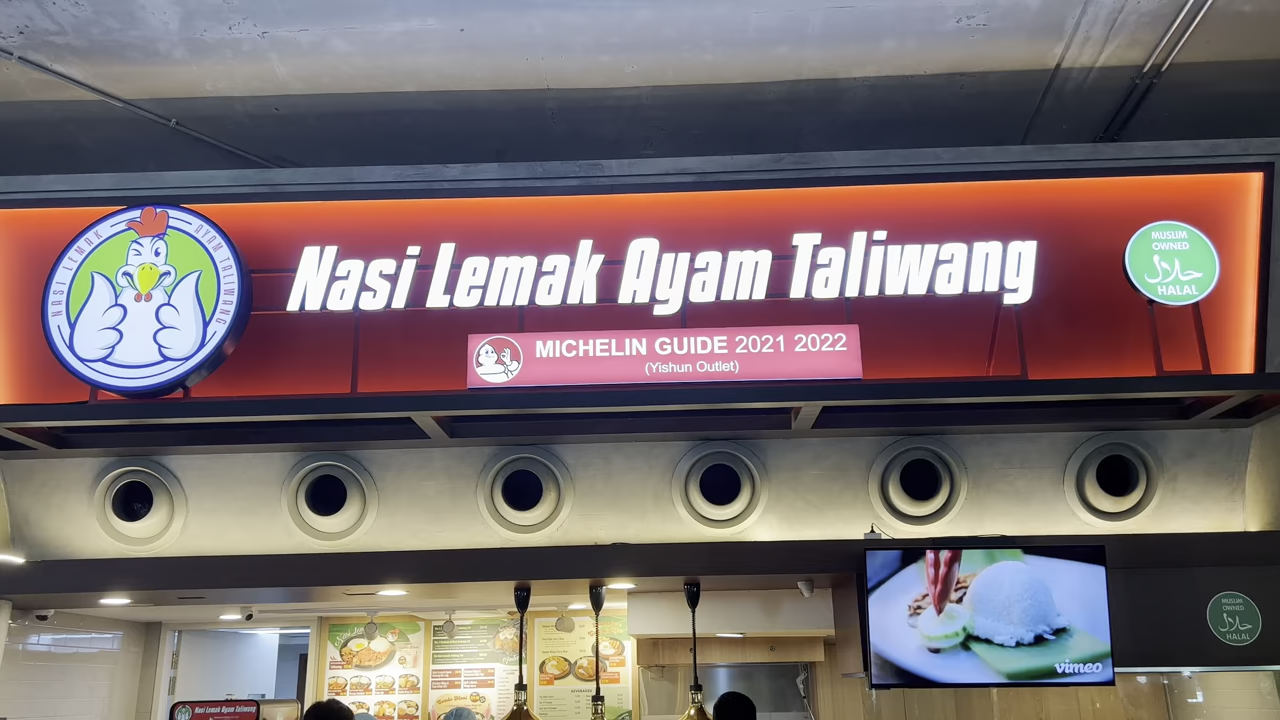 NASI LEMAK AYAM TALIWANG
Nasi Lemak Ayam Taliwang
MUSLIM
OWNED
حلال
HALAL
MICHELIN GUIDE 2021 2022
(Yishun Outlet)
vimeo
MUSLIM
OWNED
حلال
HALAL
Nasi Lemak Ayam Taliwang